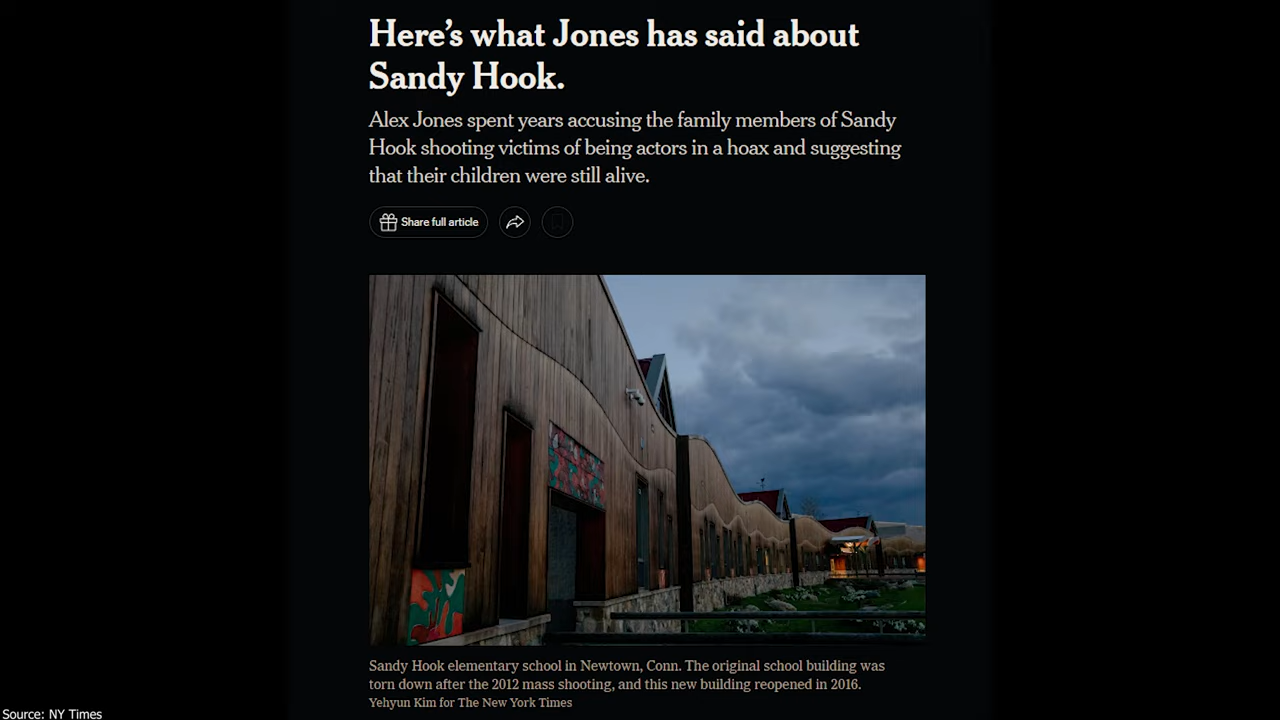 Here’s what Jones has said about
Sandy Hook.
Alex Jones spent years accusing the family members of Sandy
Hook shooting victims of being actors in a hoax and suggesting
that their children were still alive.
Share full article
Sandy Hook elementary school in Newtown, Conn. The original school building was
torn down after the 2012 mass shooting, and this new building reopened in 2016.
Yehyun Kim for The New York Times
Source: NY Times